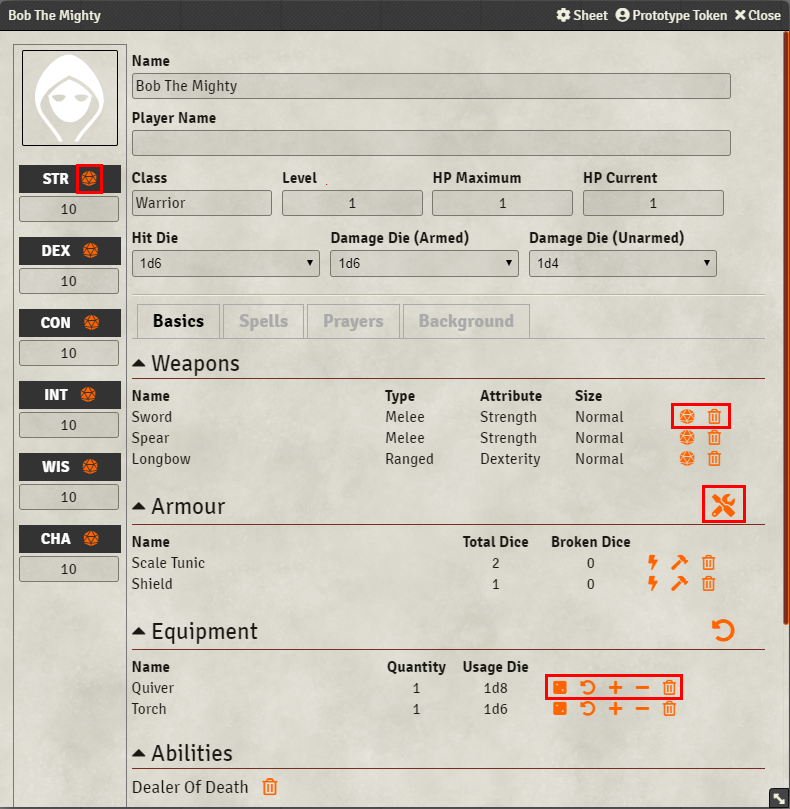 Bob The Mighty Sheet Prototype Token Close
Name
Bob The Mighty
Player Name
Class Level HP Maximum HP Current
Warrior 1 1 1
Hit Die Damage Die (Armed) Damage Die (Unarmed)
1d6 1d6 1d4
STR
10
DEX
10
CON
10
INT
10
WIS
10
CHA
10
Basics Spells Prayers Background
Weapons
Name Type Attribute Size
Sword Melee Strength Normal
Spear Melee Strength Normal
Longbow Ranged Dexterity Normal
Armour
Name Total Dice Broken Dice
Scale Tunic 2 0
Shield 1 0
Equipment
Name Quantity Usage Die
Quiver 1 1d8
Torch 1 1d6
Abilities
Dealer Of Death